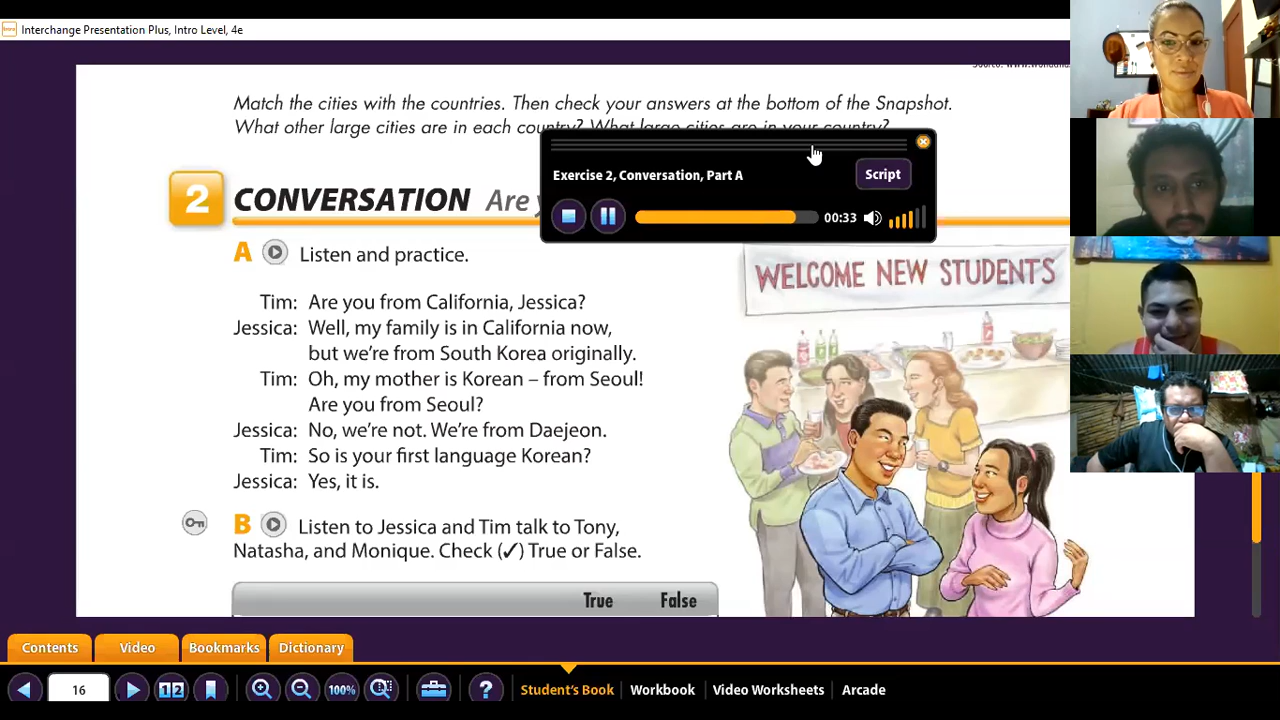 Interchange Presentation Plus, Intro Level, 4e
Match the cities with the countries. Then check your answers at the bottom of the Snapshot.
What other large cities are in each country? What large cities are in your country?
Exercise 2, Conversation, Part A
Script
00:33
2 CONVERSATION Are
A Listen and practice.
WELCOME NEW STUDENTS
Tim: Are you from California, Jessica?
Jessica: Well, my family is in California now,
but we're from South Korea originally.
Tim: Oh, my mother is Korean – from Seoul!
Are you from Seoul?
Jessica: No, we're not. We're from Daejeon.
Tim: So is your first language Korean?
Jessica: Yes, it is.
B Listen to Jessica and Tim talk to Tony,
Natasha, and Monique. Check (✓) True or False.
True False
Contents Video Bookmarks Dictionary
16 12 100% ? Student's Book Workbook Video Worksheets Arcade